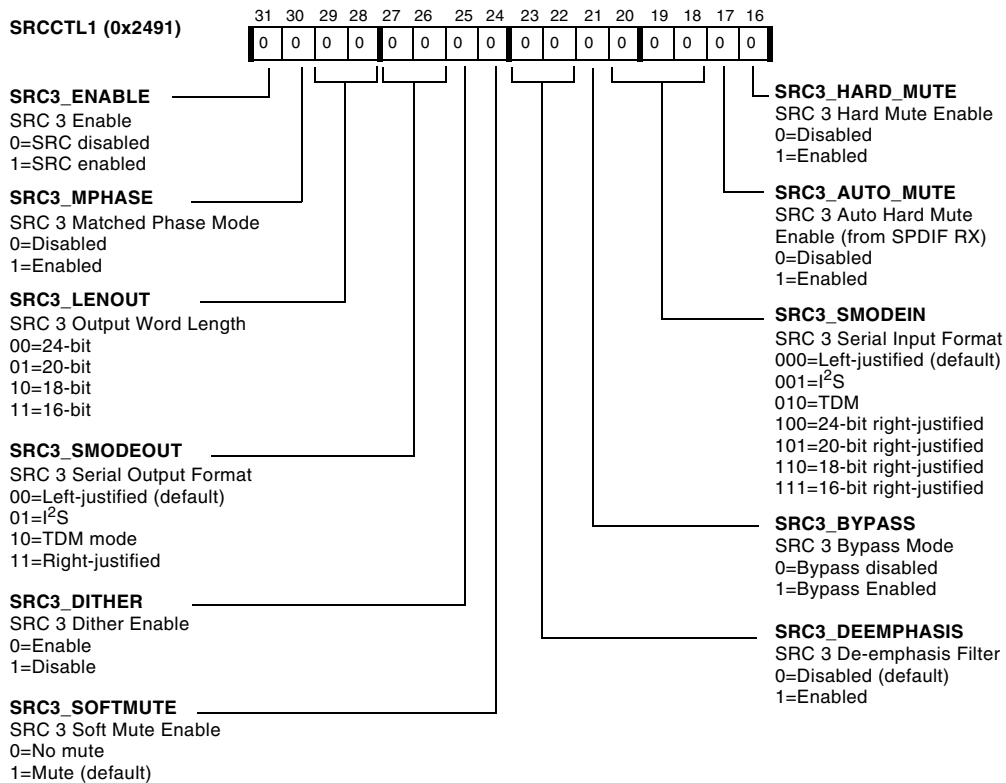 SRCCTL1 (0x2491)
31 30 29 28 27 26 25 24 23 22 21 20 19 18 17 16
0 0 0 0 0 0 0 0 0 0 0 0 0 0 0 0
SRC3_ENABLE
SRC 3 Enable
0=SRC disabled
1=SRC enabled
SRC3_MPHASE
SRC 3 Matched Phase Mode
0=Disabled
1=Enabled
SRC3_LENOUT
SRC 3 Output Word Length
00=24-bit
01=20-bit
10=18-bit
11=16-bit
SRC3_SMODEOUT
SRC 3 Serial Output Format
00=Left-justified (default)
01=I²S
10=TDM mode
11=Right-justified
SRC3_DITHER
SRC 3 Dither Enable
0=Enable
1=Disable
SRC3_SOFTMUTE
SRC 3 Soft Mute Enable
0=No mute
1=Mute (default)
SRC3_HARD_MUTE
SRC 3 Hard Mute Enable
0=Disabled
1=Enabled
SRC3_AUTO_MUTE
SRC 3 Auto Hard Mute
Enable (from SPDIF RX)
0=Disabled
1=Enabled
SRC3_SMODEIN
SRC 3 Serial Input Format
000=Left-justified (default)
001=I²S
010=TDM
100=24-bit right-justified
101=20-bit right-justified
110=18-bit right-justified
111=16-bit right-justified
SRC3_BYPASS
SRC 3 Bypass Mode
0=Bypass disabled
1=Bypass Enabled
SRC3_DEEMPHASIS
SRC 3 De-emphasis Filter
0=Disabled (default)
1=Enabled